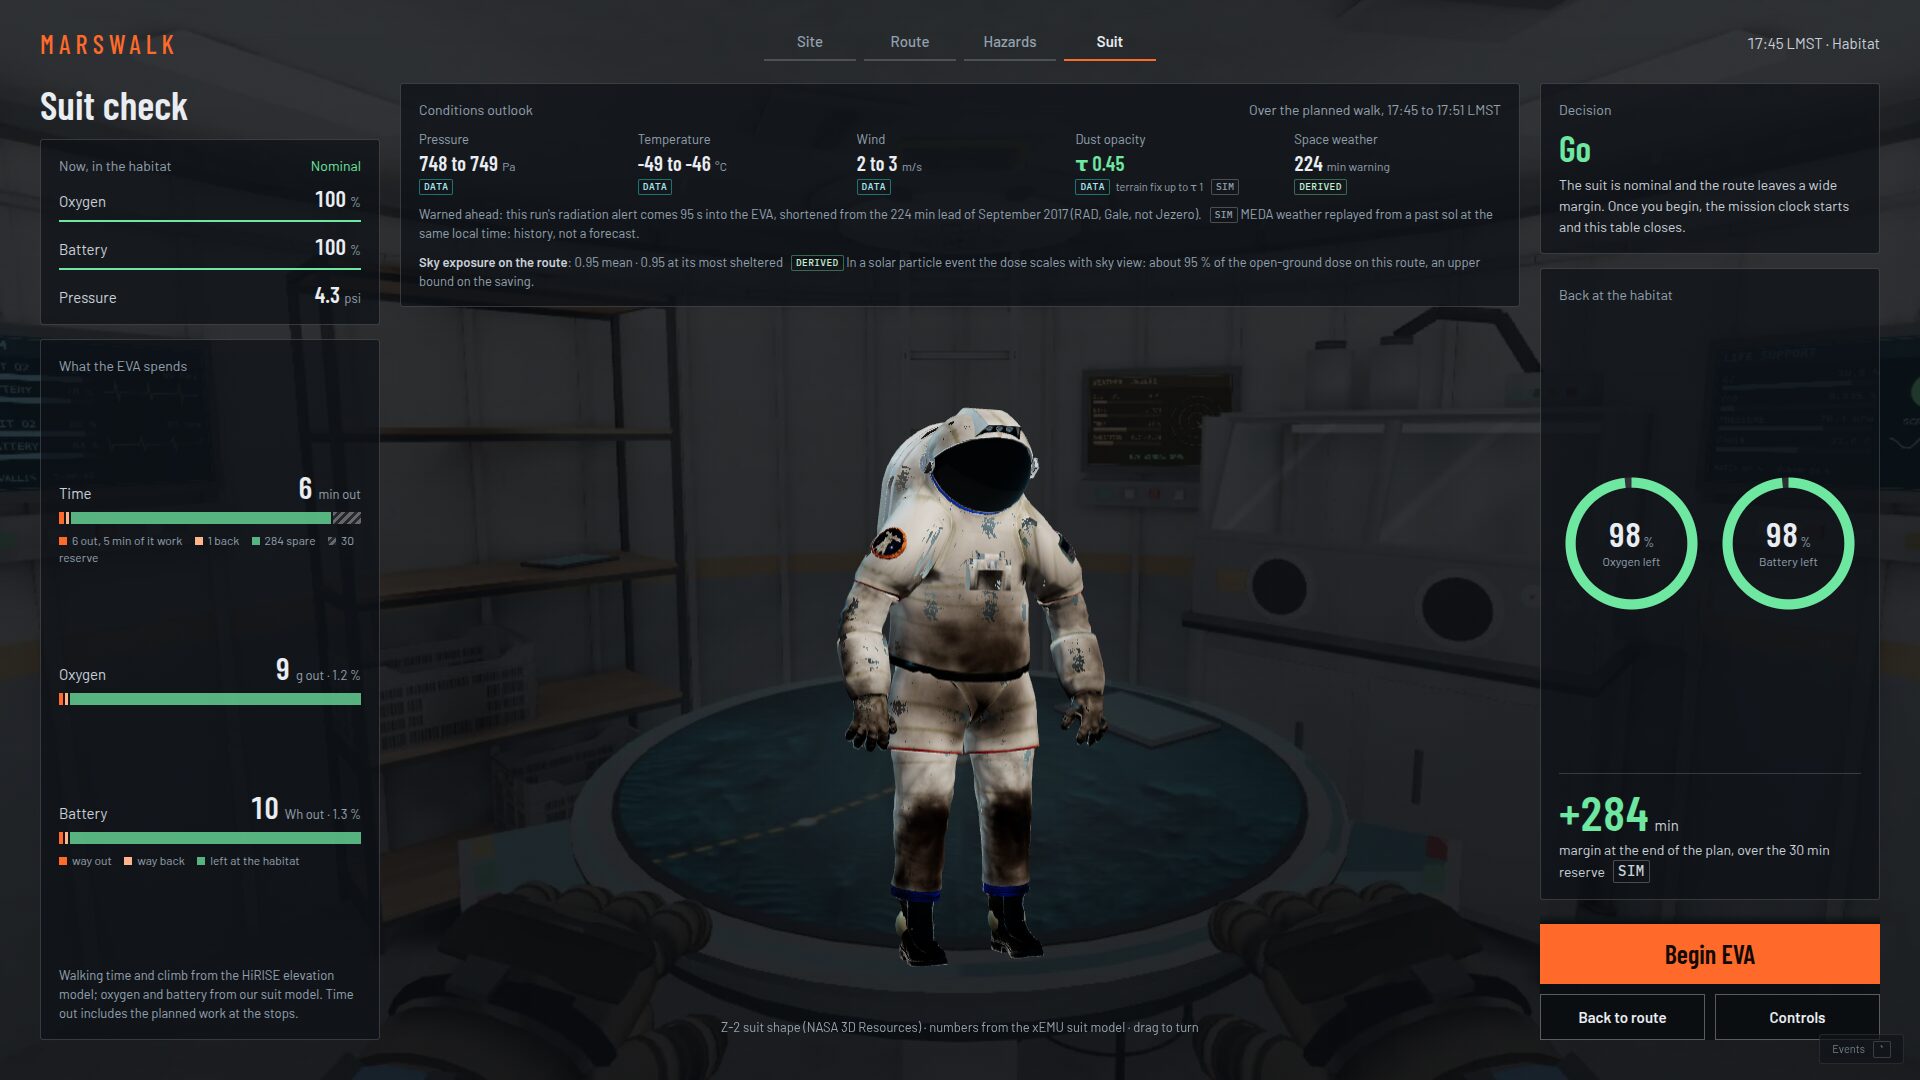 MARSWALK
Site
Route
Hazards
Suit
17:45 LMST · Habitat
Suit check
Now, in the habitat
Nominal
Oxygen
100 %
Battery
100 %
Pressure
4.3 psi
What the EVA spends
Time
6 min out
6 out, 5 min of it work 1 back 284 spare 30
reserve
Oxygen
9 g out · 1.2 %
Battery
10 Wh out · 1.3 %
way out way back left at the habitat
Walking time and climb from the HiRISE elevation
model; oxygen and battery from our suit model. Time
out includes the planned work at the stops.
Conditions outlook
Over the planned walk, 17:45 to 17:51 LMST
Pressure
748 to 749 Pa
DATA
Temperature
-49 to -46 °C
DATA
Wind
2 to 3 m/s
DATA
Dust opacity
τ 0.45
DATA terrain fix up to τ 1 SIM
Space weather
224 min warning
DERIVED
Warned ahead: this run's radiation alert comes 95 s into the EVA, shortened from the 224 min lead of September 2017 (RAD, Gale, not Jezero). SIM MEDA weather replayed from a past sol at the
same local time: history, not a forecast.
Sky exposure on the route: 0.95 mean · 0.95 at its most sheltered DERIVED In a solar particle event the dose scales with sky view: about 95 % of the open-ground dose on this route, an upper
bound on the saving.
Z-2 suit shape (NASA 3D Resources) · numbers from the xEMU suit model · drag to turn
Decision
Go
The suit is nominal and the route leaves a wide
margin. Once you begin, the mission clock starts
and this table closes.
Back at the habitat
LIFE SUPPORT
98 %
Oxygen left
98 %
Battery left
+284 min
margin at the end of the plan, over the 30 min
reserve SIM
Begin EVA
Back to route
Controls
Events